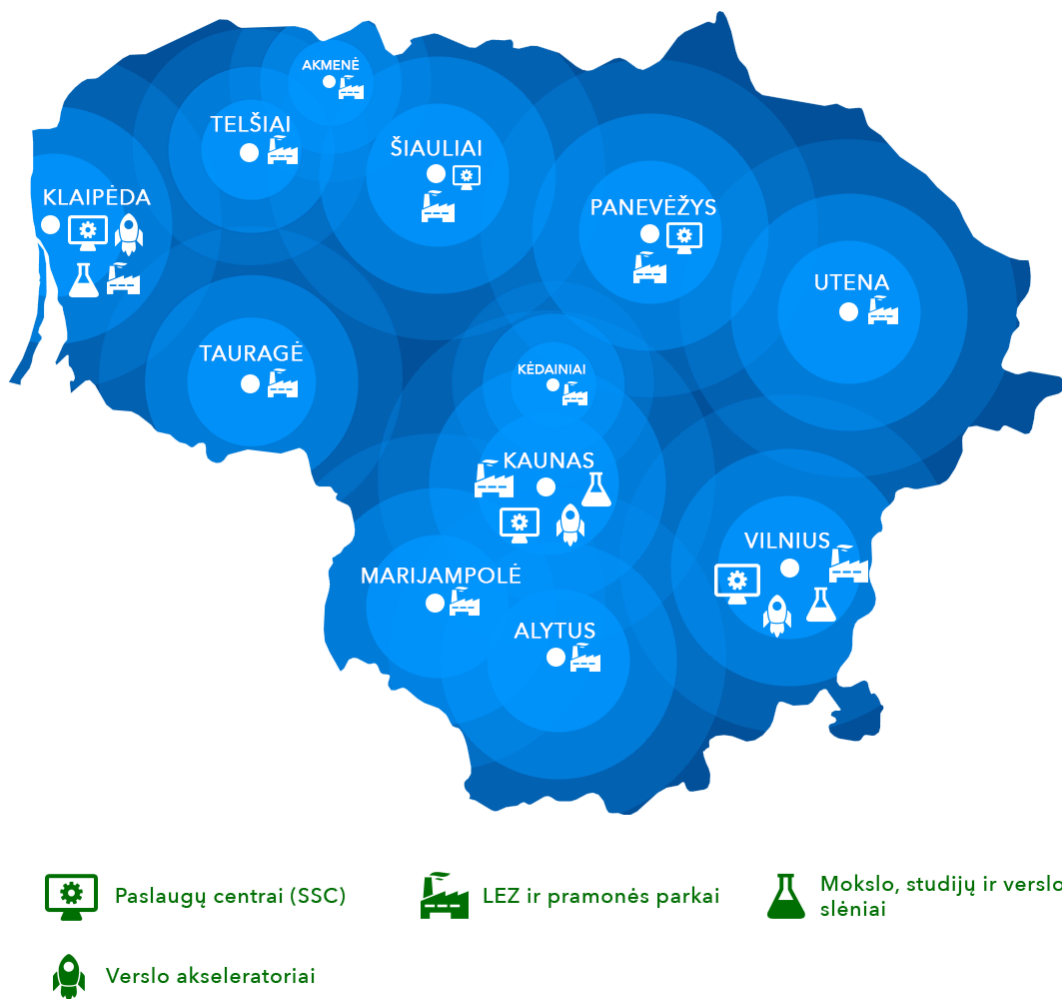 AKMENĖ
TELŠIAI
ŠIAULIAI
KLAIPĖDA
PANEVĖŽYS
UTENA
TAURAGĖ
KĖDAINIAI
KAUNAS
VILNIUS
MARIJAMPOLĖ
ALYTUS
Paslaugų centrai (SSC)
LEZ ir pramonės parkai
Mokslo, studijų ir verslo
slėniai
Verslo akseleratoriai